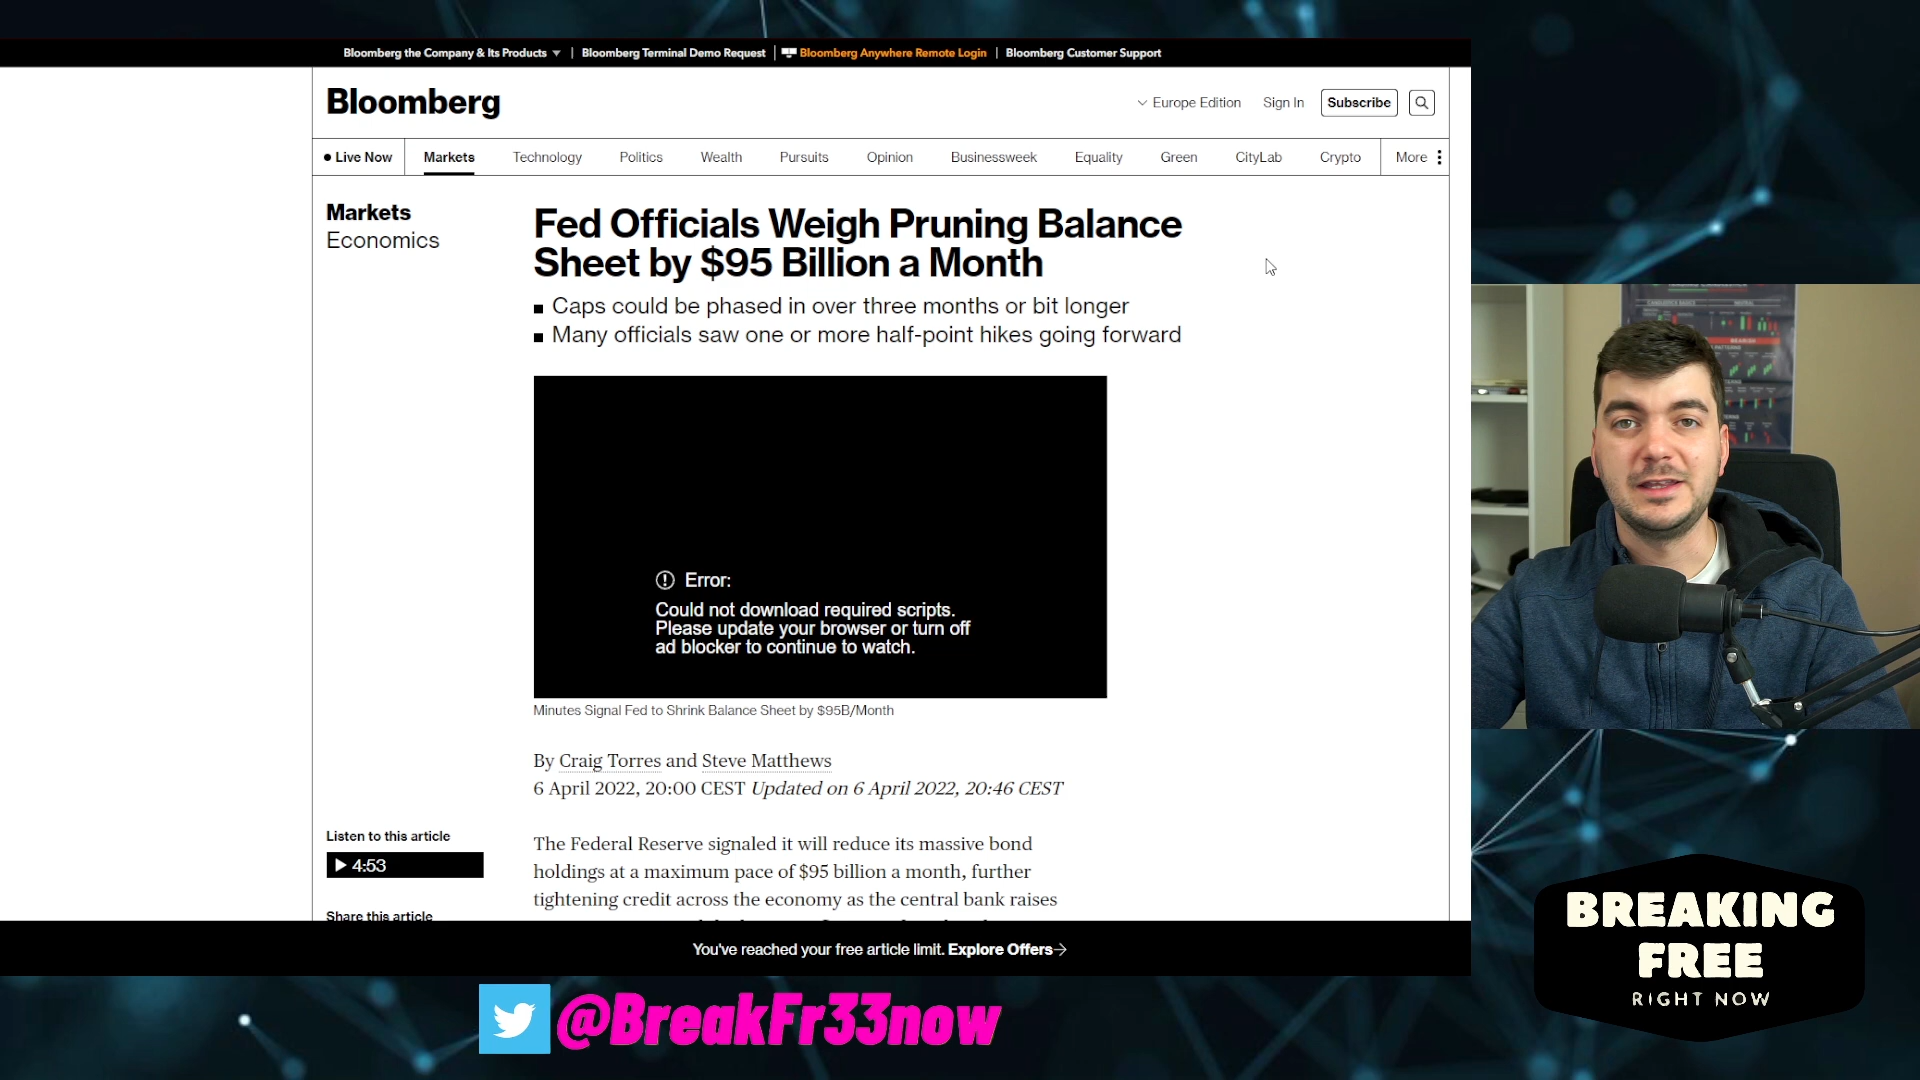 Bloomberg the Company & Its Products
Bloomberg Terminal Demo Request
Bloomberg Anywhere Remote Login
Bloomberg Customer Support
Bloomberg
Europe Edition
Sign In
Subscribe
Live Now
Markets
Technology
Politics
Wealth
Pursuits
Opinion
Businessweek
Equality
Green
CityLab
Crypto
More
Markets
Economics
Fed Officials Weigh Pruning Balance
Sheet by $95 Billion a Month
Caps could be phased in over three months or bit longer
Many officials saw one or more half-point hikes going forward
Error:
Could not download required scripts.
Please update your browser or turn off
ad blocker to continue to watch.
Minutes Signal Fed to Shrink Balance Sheet by $95B/Month
By Craig Torres and Steve Matthews
6 April 2022, 20:00 CEST Updated on 6 April 2022, 20:46 CEST
Listen to this article
4:53
Share this article
The Federal Reserve signaled it will reduce its massive bond
holdings at a maximum pace of $95 billion a month, further
tightening credit across the economy as the central bank raises
You've reached your free article limit. Explore Offers→
@BreakFr33now
BREAKING
FREE
RIGHT NOW